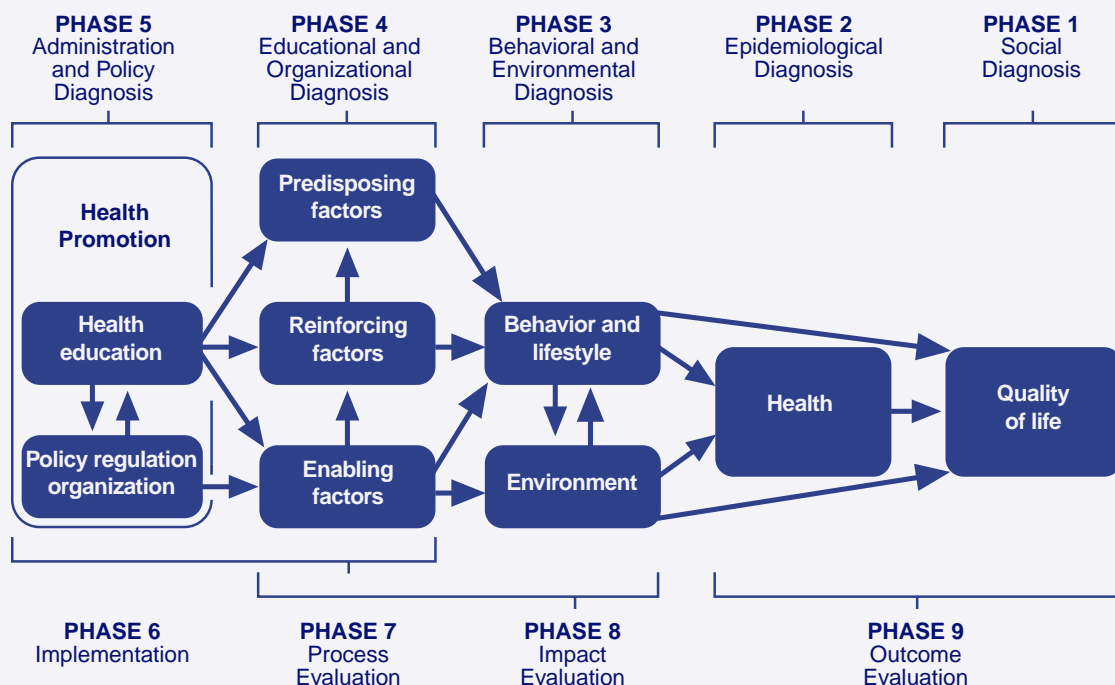 PHASE 5
Administration
and Policy
Diagnosis
PHASE 4
Educational and
Organizational
Diagnosis
PHASE 3
Behavioral and
Environmental
Diagnosis
PHASE 2
Epidemiological
Diagnosis
PHASE 1
Social
Diagnosis
Health
Promotion
Predisposing
factors
Health
education
Reinforcing
factors
Behavior and
lifestyle
Health
Quality
of life
Policy regulation
organization
Enabling
factors
Environment
PHASE 6
Implementation
PHASE 7
Process
Evaluation
PHASE 8
Impact
Evaluation
PHASE 9
Outcome
Evaluation